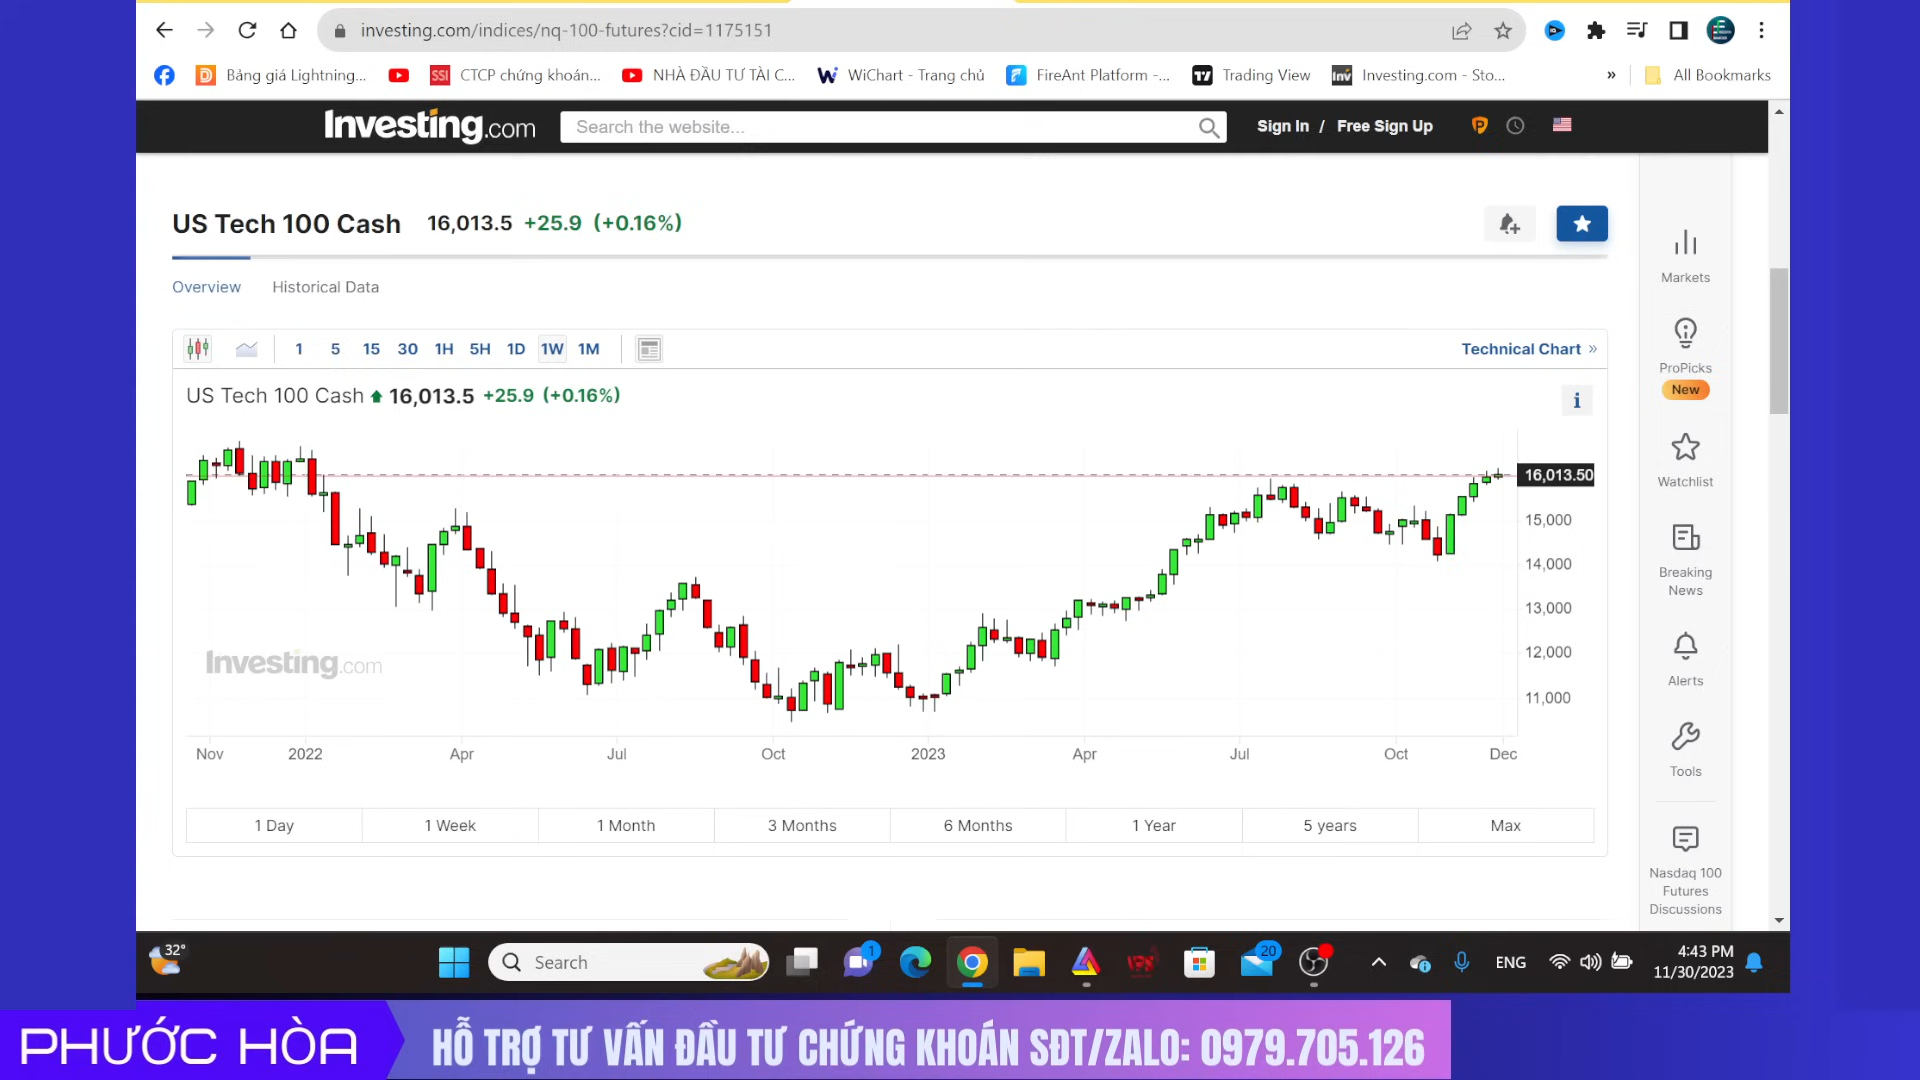 investing.com/indices/nq-100-futures?cid=1175151
Bảng giá Lightning...
SSI CTCP chứng khoán...
NHÀ ĐẦU TƯ TÀI C...
WiChart - Trang chủ
FireAnt Platform -...
Trading View
Inv Investing.com - Sto...
»
All Bookmarks
Investing.com
Search the website...
Sign In / Free Sign Up
US Tech 100 Cash 16,013.5 +25.9 (+0.16%)
Overview Historical Data
1 5 15 30 1H 5H 1D 1W 1M
Technical Chart »
US Tech 100 Cash 16,013.5 +25.9 (+0.16%)
i
16,013.50
15,000
14,000
13,000
12,000
11,000
Investing.com
Nov 2022 Apr Jul Oct 2023 Apr Jul Oct Dec
1 Day 1 Week 1 Month 3 Months 6 Months 1 Year 5 years Max
Markets
ProPicks
New
Watchlist
Breaking
News
Alerts
Tools
Nasdaq 100
Futures
Discussions
32°
Search
1
20
ENG
4:43 PM
11/30/2023
PHƯỚC HÒA
HỖ TRỢ TƯ VẤN ĐẦU TƯ CHỨNG KHOÁN SĐT/ZALO: 0979.705.126